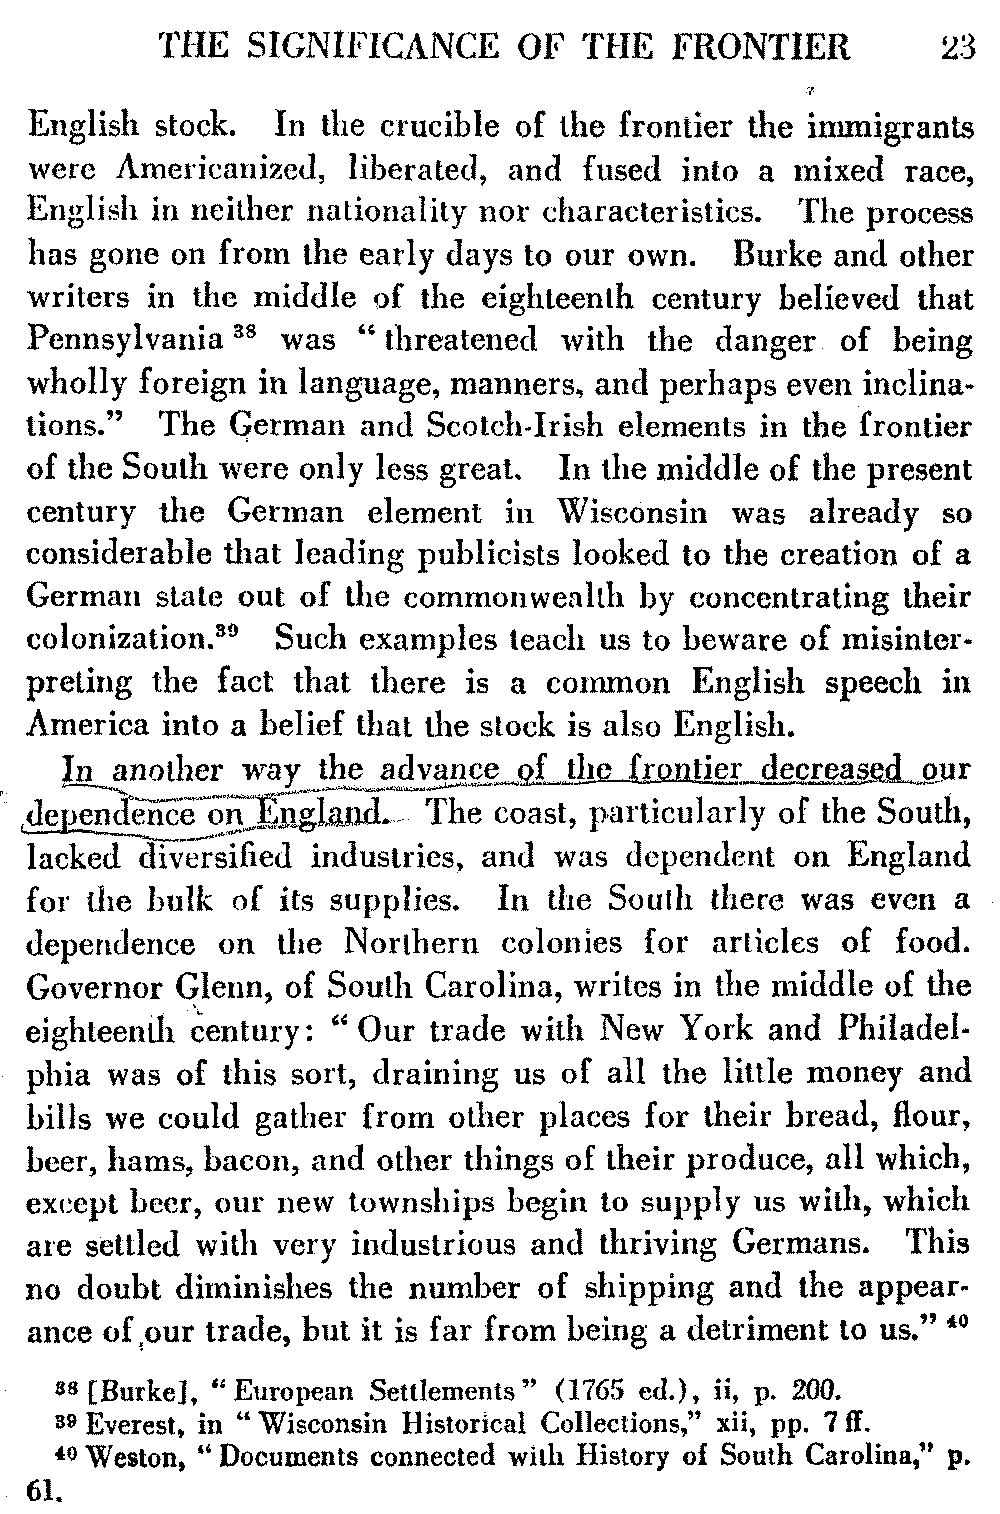 THE SIGNIFICANCE OF THE FRONTIER 23
English stock. In the crucible of the frontier the immigrants
were Americanized, liberated, and fused into a mixed race,
English in neither nationality nor characteristics. The process
has gone on from the early days to our own. Burke and other
writers in the middle of the eighteenth century believed that
Pennsylvania ³⁸ was “ threatened with the danger of being
wholly foreign in language, manners, and perhaps even inclina-
tions.” The German and Scotch-Irish elements in the frontier
of the South were only less great. In the middle of the present
century the German element in Wisconsin was already so
considerable that leading publicists looked to the creation of a
German state out of the commonwealth by concentrating their
colonization.³⁹ Such examples teach us to beware of misinter-
preting the fact that there is a common English speech in
America into a belief that the stock is also English.
In another way the advance of the frontier decreased our
dependence on England. The coast, particularly of the South,
lacked diversified industries, and was dependent on England
for the bulk of its supplies. In the South there was even a
dependence on the Northern colonies for articles of food.
Governor Glenn, of South Carolina, writes in the middle of the
eighteenth century: “ Our trade with New York and Philadel-
phia was of this sort, draining us of all the little money and
bills we could gather from other places for their bread, flour,
beer, hams, bacon, and other things of their produce, all which,
except beer, our new townships begin to supply us with, which
are settled with very industrious and thriving Germans. This
no doubt diminishes the number of shipping and the appear-
ance of our trade, but it is far from being a detriment to us.” ⁴⁰
³⁸ [Burke], “ European Settlements ” (1765 ed.), ii, p. 200.
³⁹ Everest, in “ Wisconsin Historical Collections,” xii, pp. 7 ff.
⁴⁰ Weston, “ Documents connected with History of South Carolina,” p.
61.